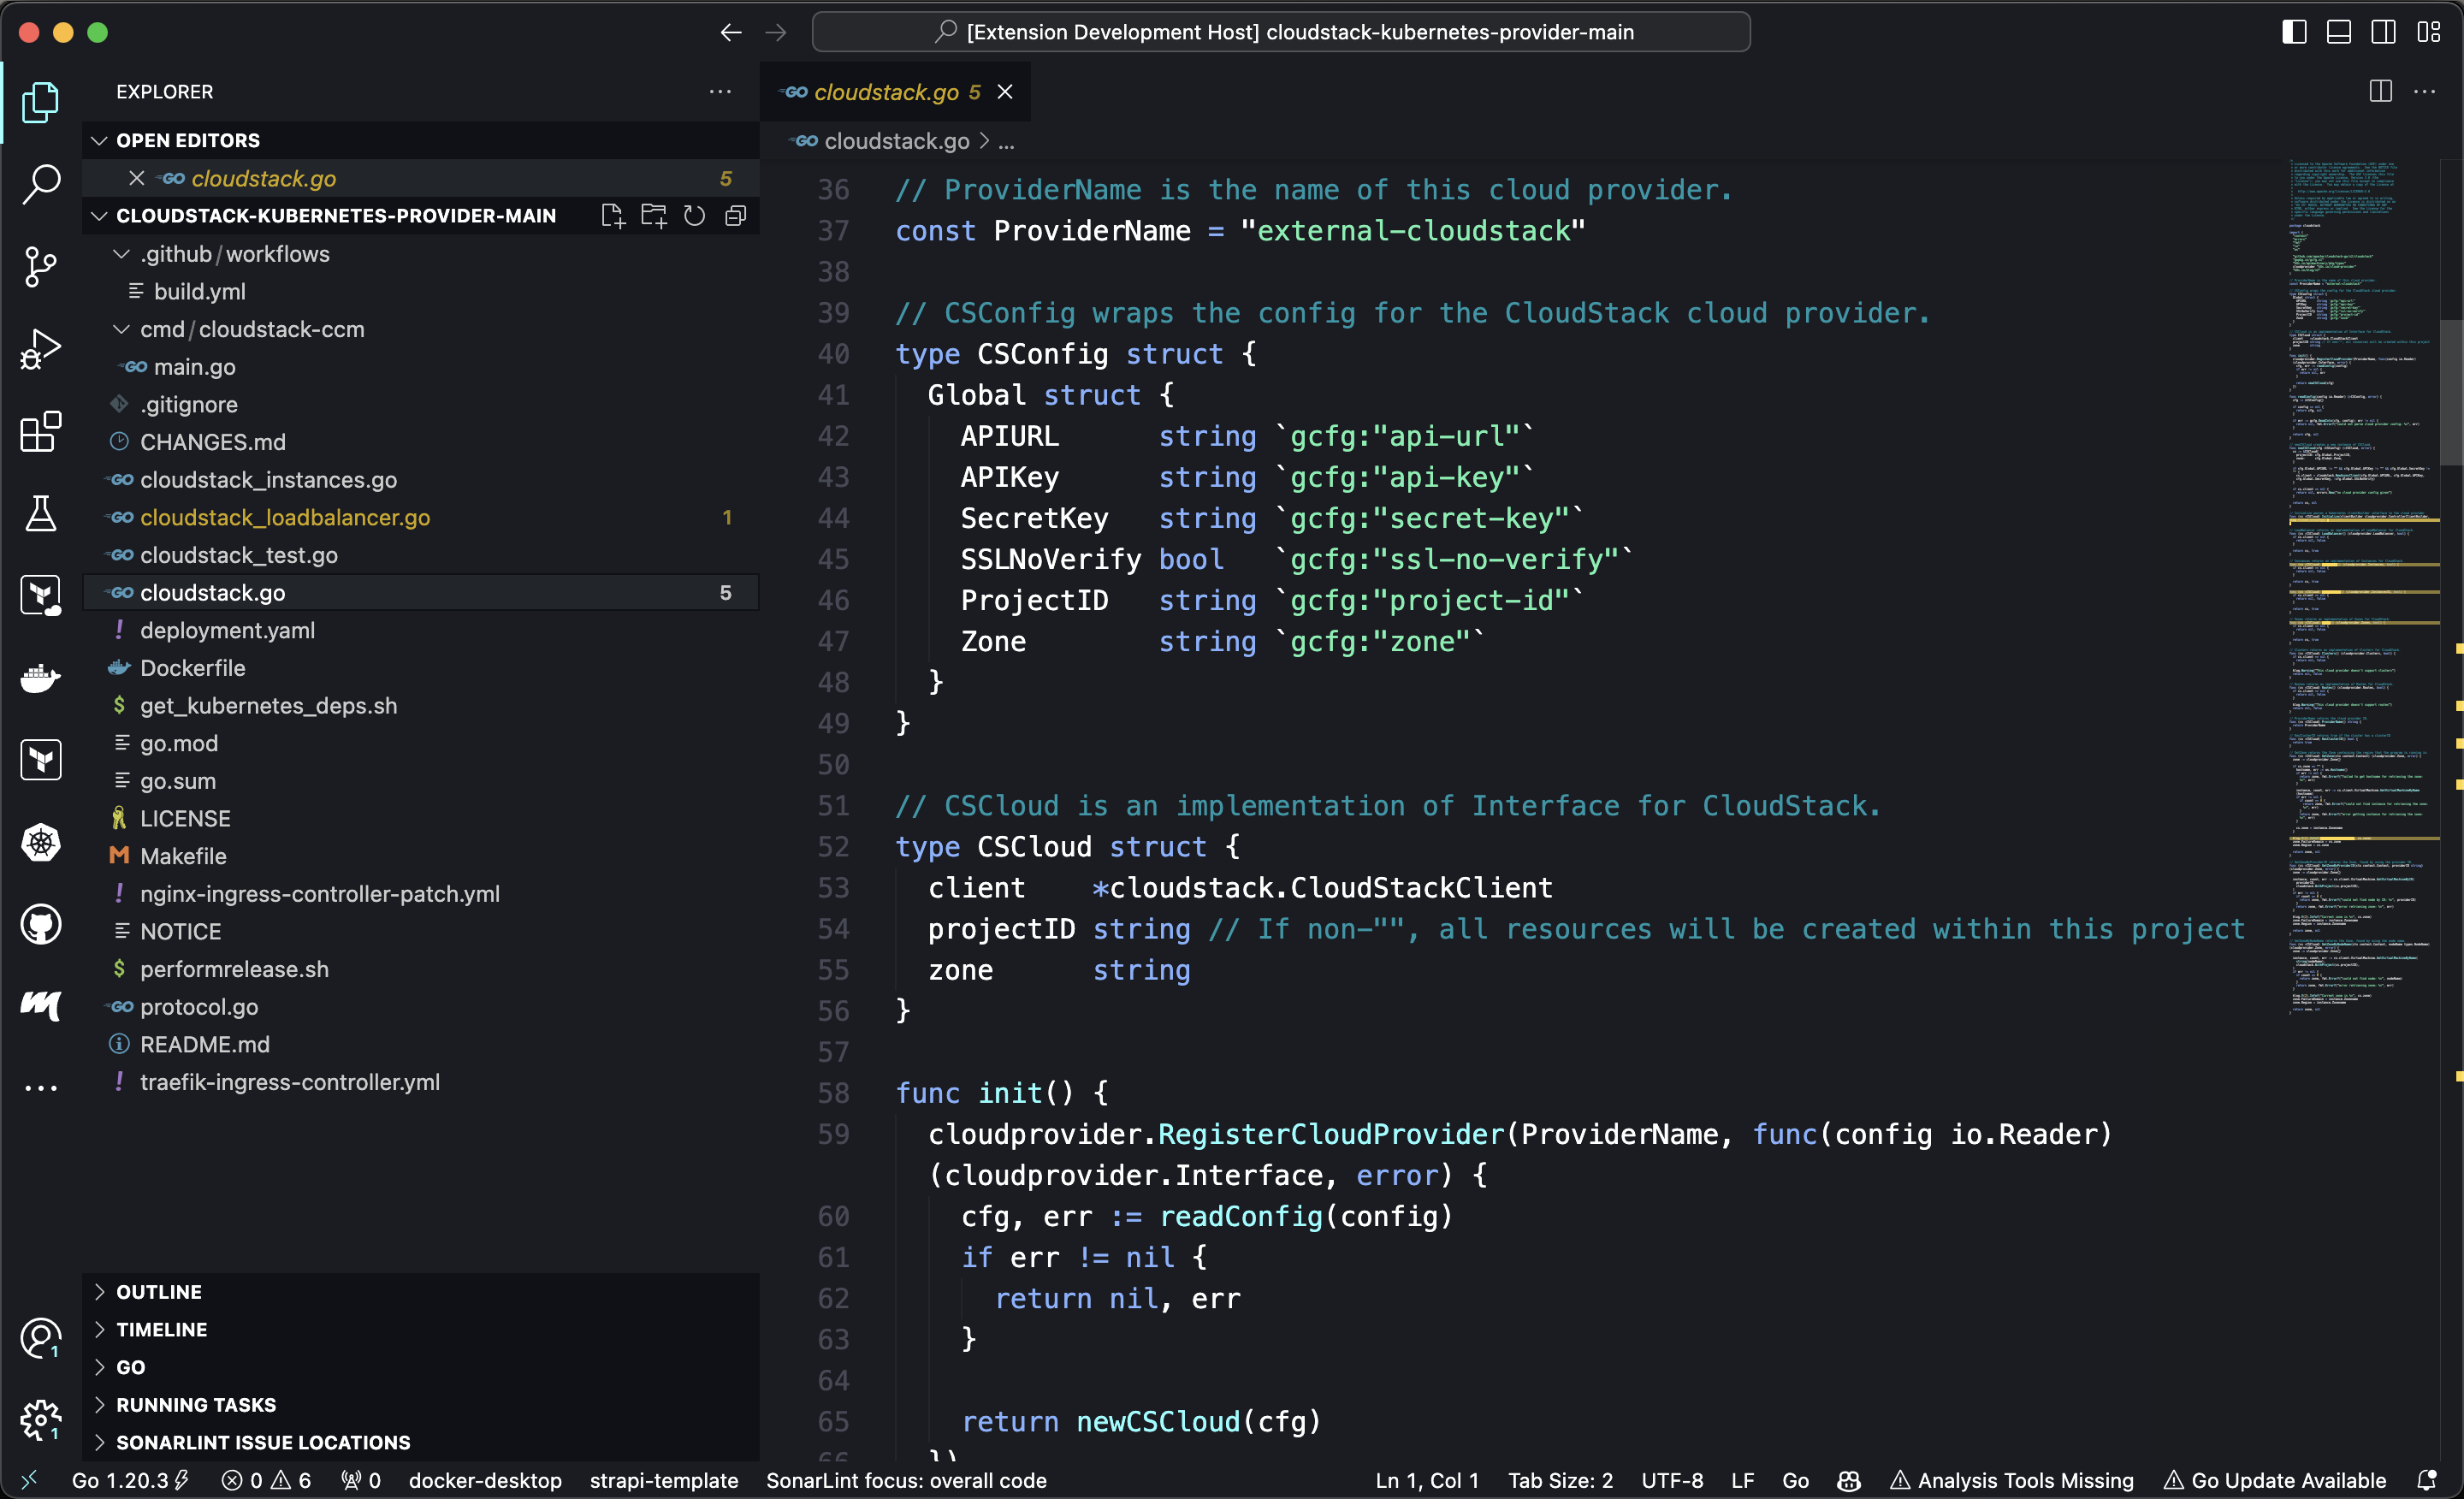 [Extension Development Host] cloudstack-kubernetes-provider-main
EXPLORER
OPEN EDITORS
GO cloudstack.go 5
CLOUDSTACK-KUBERNETES-PROVIDER-MAIN
.github/workflows
build.yml
cmd/cloudstack-ccm
GO main.go
.gitignore
CHANGES.md
GO cloudstack_instances.go
GO cloudstack_loadbalancer.go 1
GO cloudstack_test.go
GO cloudstack.go 5
! deployment.yaml
Dockerfile
$ get_kubernetes_deps.sh
go.mod
go.sum
LICENSE
M Makefile
! nginx-ingress-controller-patch.yml
NOTICE
$ performrelease.sh
GO protocol.go
README.md
! traefik-ingress-controller.yml
OUTLINE
TIMELINE
GO
RUNNING TASKS
SONARLINT ISSUE LOCATIONS
1
1
GO cloudstack.go 5
GO cloudstack.go > ...
36 // ProviderName is the name of this cloud provider.
37 const ProviderName = "external-cloudstack"
38
39 // CSConfig wraps the config for the CloudStack cloud provider.
40 type CSConfig struct {
41 Global struct {
42 APIURL string `gcfg:"api-url"`
43 APIKey string `gcfg:"api-key"`
44 SecretKey string `gcfg:"secret-key"`
45 SSLNoVerify bool `gcfg:"ssl-no-verify"`
46 ProjectID string `gcfg:"project-id"`
47 Zone string `gcfg:"zone"`
48 }
49 }
50
51 // CSCloud is an implementation of Interface for CloudStack.
52 type CSCloud struct {
53 client *cloudstack.CloudStackClient
54 projectID string // If non-"", all resources will be created within this project
55 zone string
56 }
57
58 func init() {
59 cloudprovider.RegisterCloudProvider(ProviderName, func(config io.Reader)
(cloudprovider.Interface, error) {
60 cfg, err := readConfig(config)
61 if err != nil {
62 return nil, err
63 }
64
65 return newCSCloud(cfg)
66 })
Go 1.20.3 0 6 0 docker-desktop strapi-template SonarLint focus: overall code Ln 1, Col 1 Tab Size: 2 UTF-8 LF Go Analysis Tools Missing Go Update Available